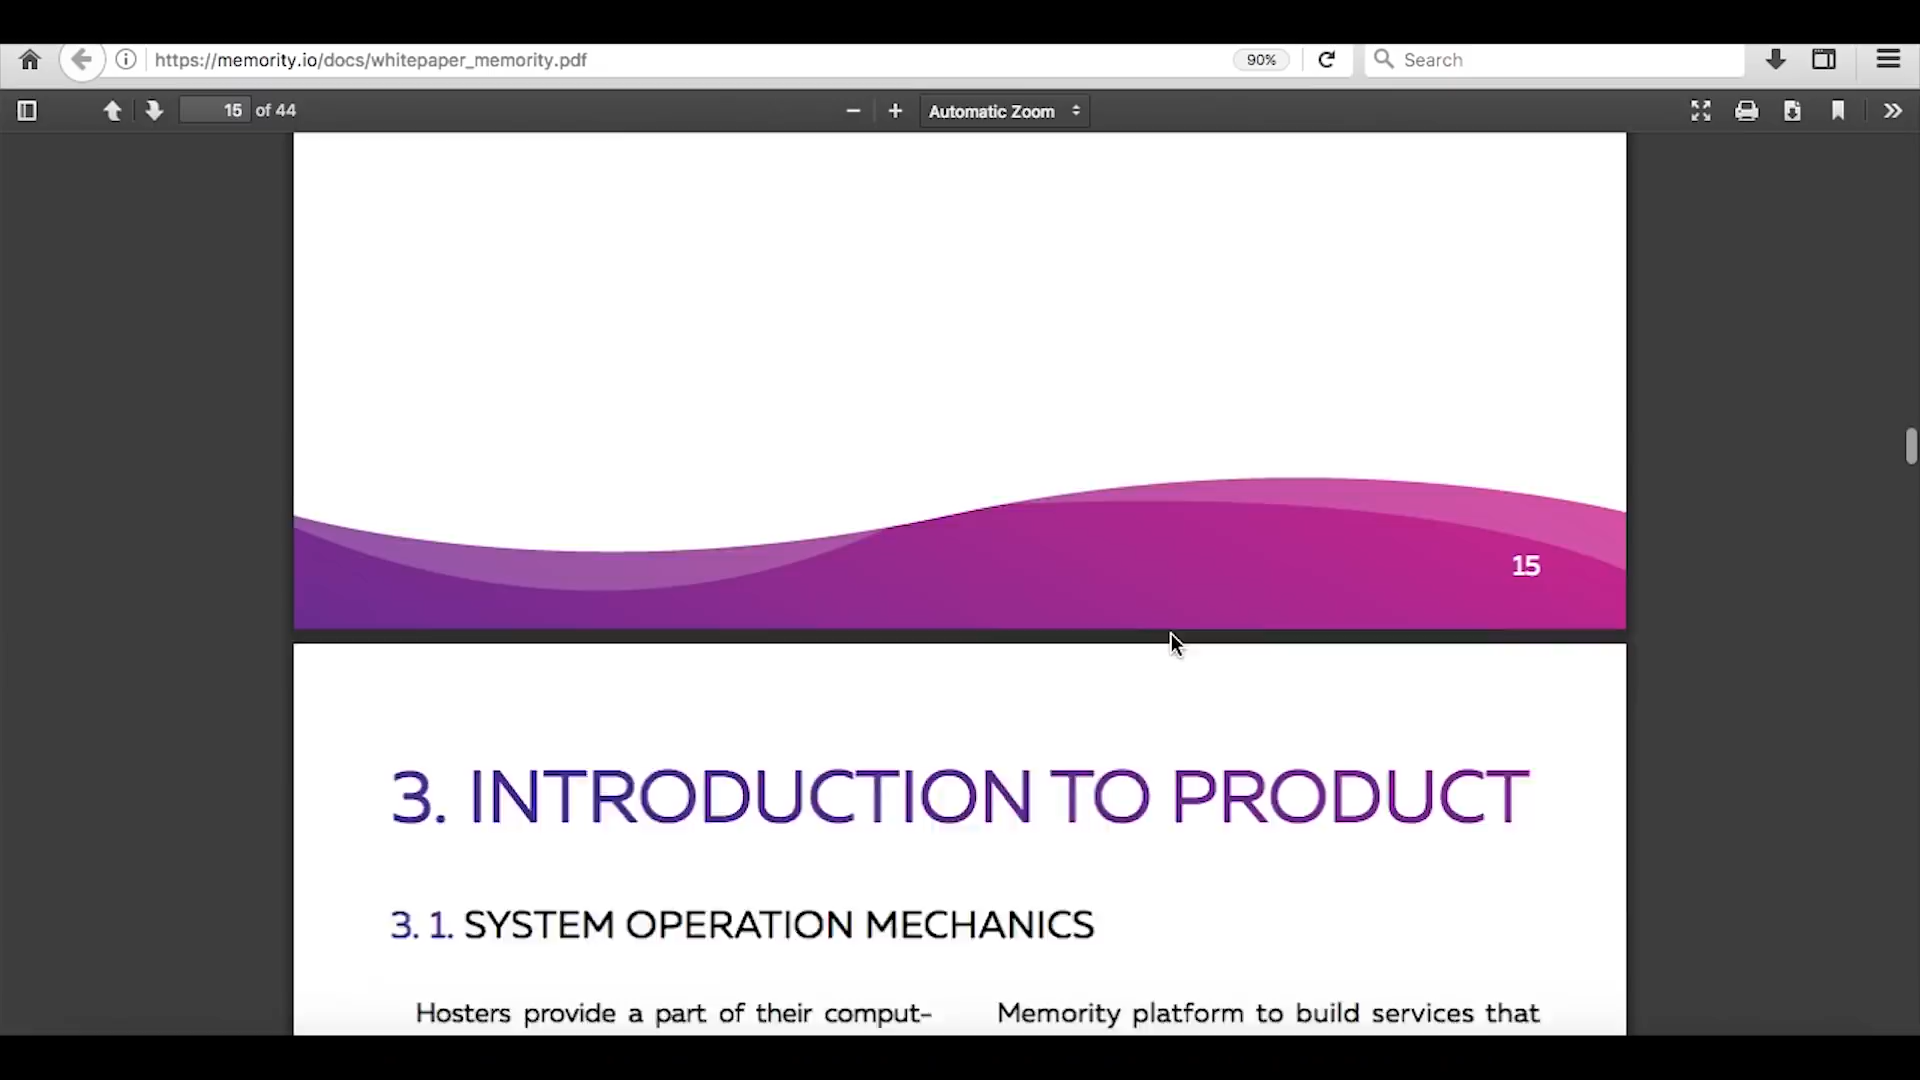 https://memority.io/docs/whitepaper_memority.pdf
90%
Search
15 of 44
Automatic Zoom
15
3. INTRODUCTION TO PRODUCT
3. 1. SYSTEM OPERATION MECHANICS
Hosters provide a part of their comput-
Memority platform to build services that